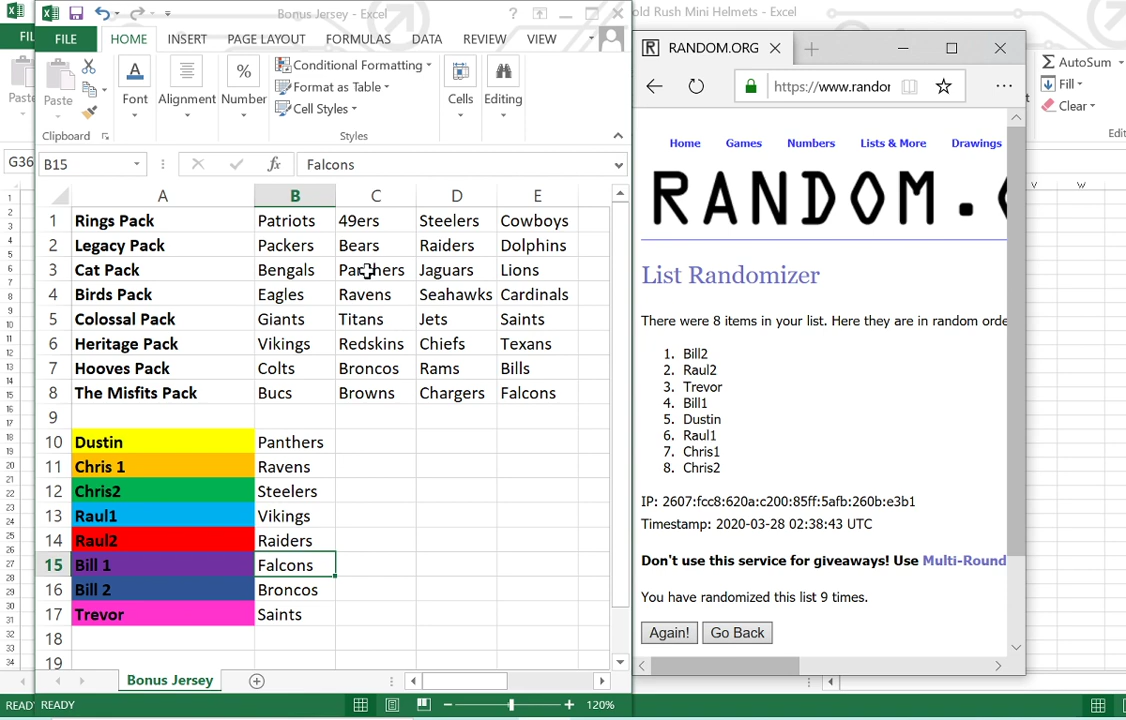 Bonus Jersey - Excel
old Rush Mini Helmets - Excel
FILE HOME INSERT PAGE LAYOUT FORMULAS DATA REVIEW VIEW
Paste
Font
Alignment
Number
Conditional Formatting
Format as Table
Cell Styles
Cells
Editing
Clipboard
Styles
B15
Falcons
A B C D E
1 Rings Pack Patriots 49ers Steelers Cowboys
2 Legacy Pack Packers Bears Raiders Dolphins
3 Cat Pack Bengals Panthers Jaguars Lions
4 Birds Pack Eagles Ravens Seahawks Cardinals
5 Colossal Pack Giants Titans Jets Saints
6 Heritage Pack Vikings Redskins Chiefs Texans
7 Hooves Pack Colts Broncos Rams Bills
8 The Misfits Pack Bucs Browns Chargers Falcons
9
10 Dustin Panthers
11 Chris 1 Ravens
12 Chris2 Steelers
13 Raul1 Vikings
14 Raul2 Raiders
15 Bill 1 Falcons
16 Bill 2 Broncos
17 Trevor Saints
18
19
Bonus Jersey
READY
120%
RANDOM.ORG
https://www.randor
Home Games Numbers Lists & More Drawings
RANDOM.
List Randomizer
There were 8 items in your list. Here they are in random orde
1. Bill2
2. Raul2
3. Trevor
4. Bill1
5. Dustin
6. Raul1
7. Chris1
8. Chris2
IP: 2607:fcc8:620a:c200:85ff:5afb:260b:e3b1
Timestamp: 2020-03-28 02:38:43 UTC
Don't use this service for giveaways! Use Multi-Round
You have randomized this list 9 times.
Again! Go Back
AutoSum
Fill
Clear
Editi
V W
FIL
Paste
G36
READY